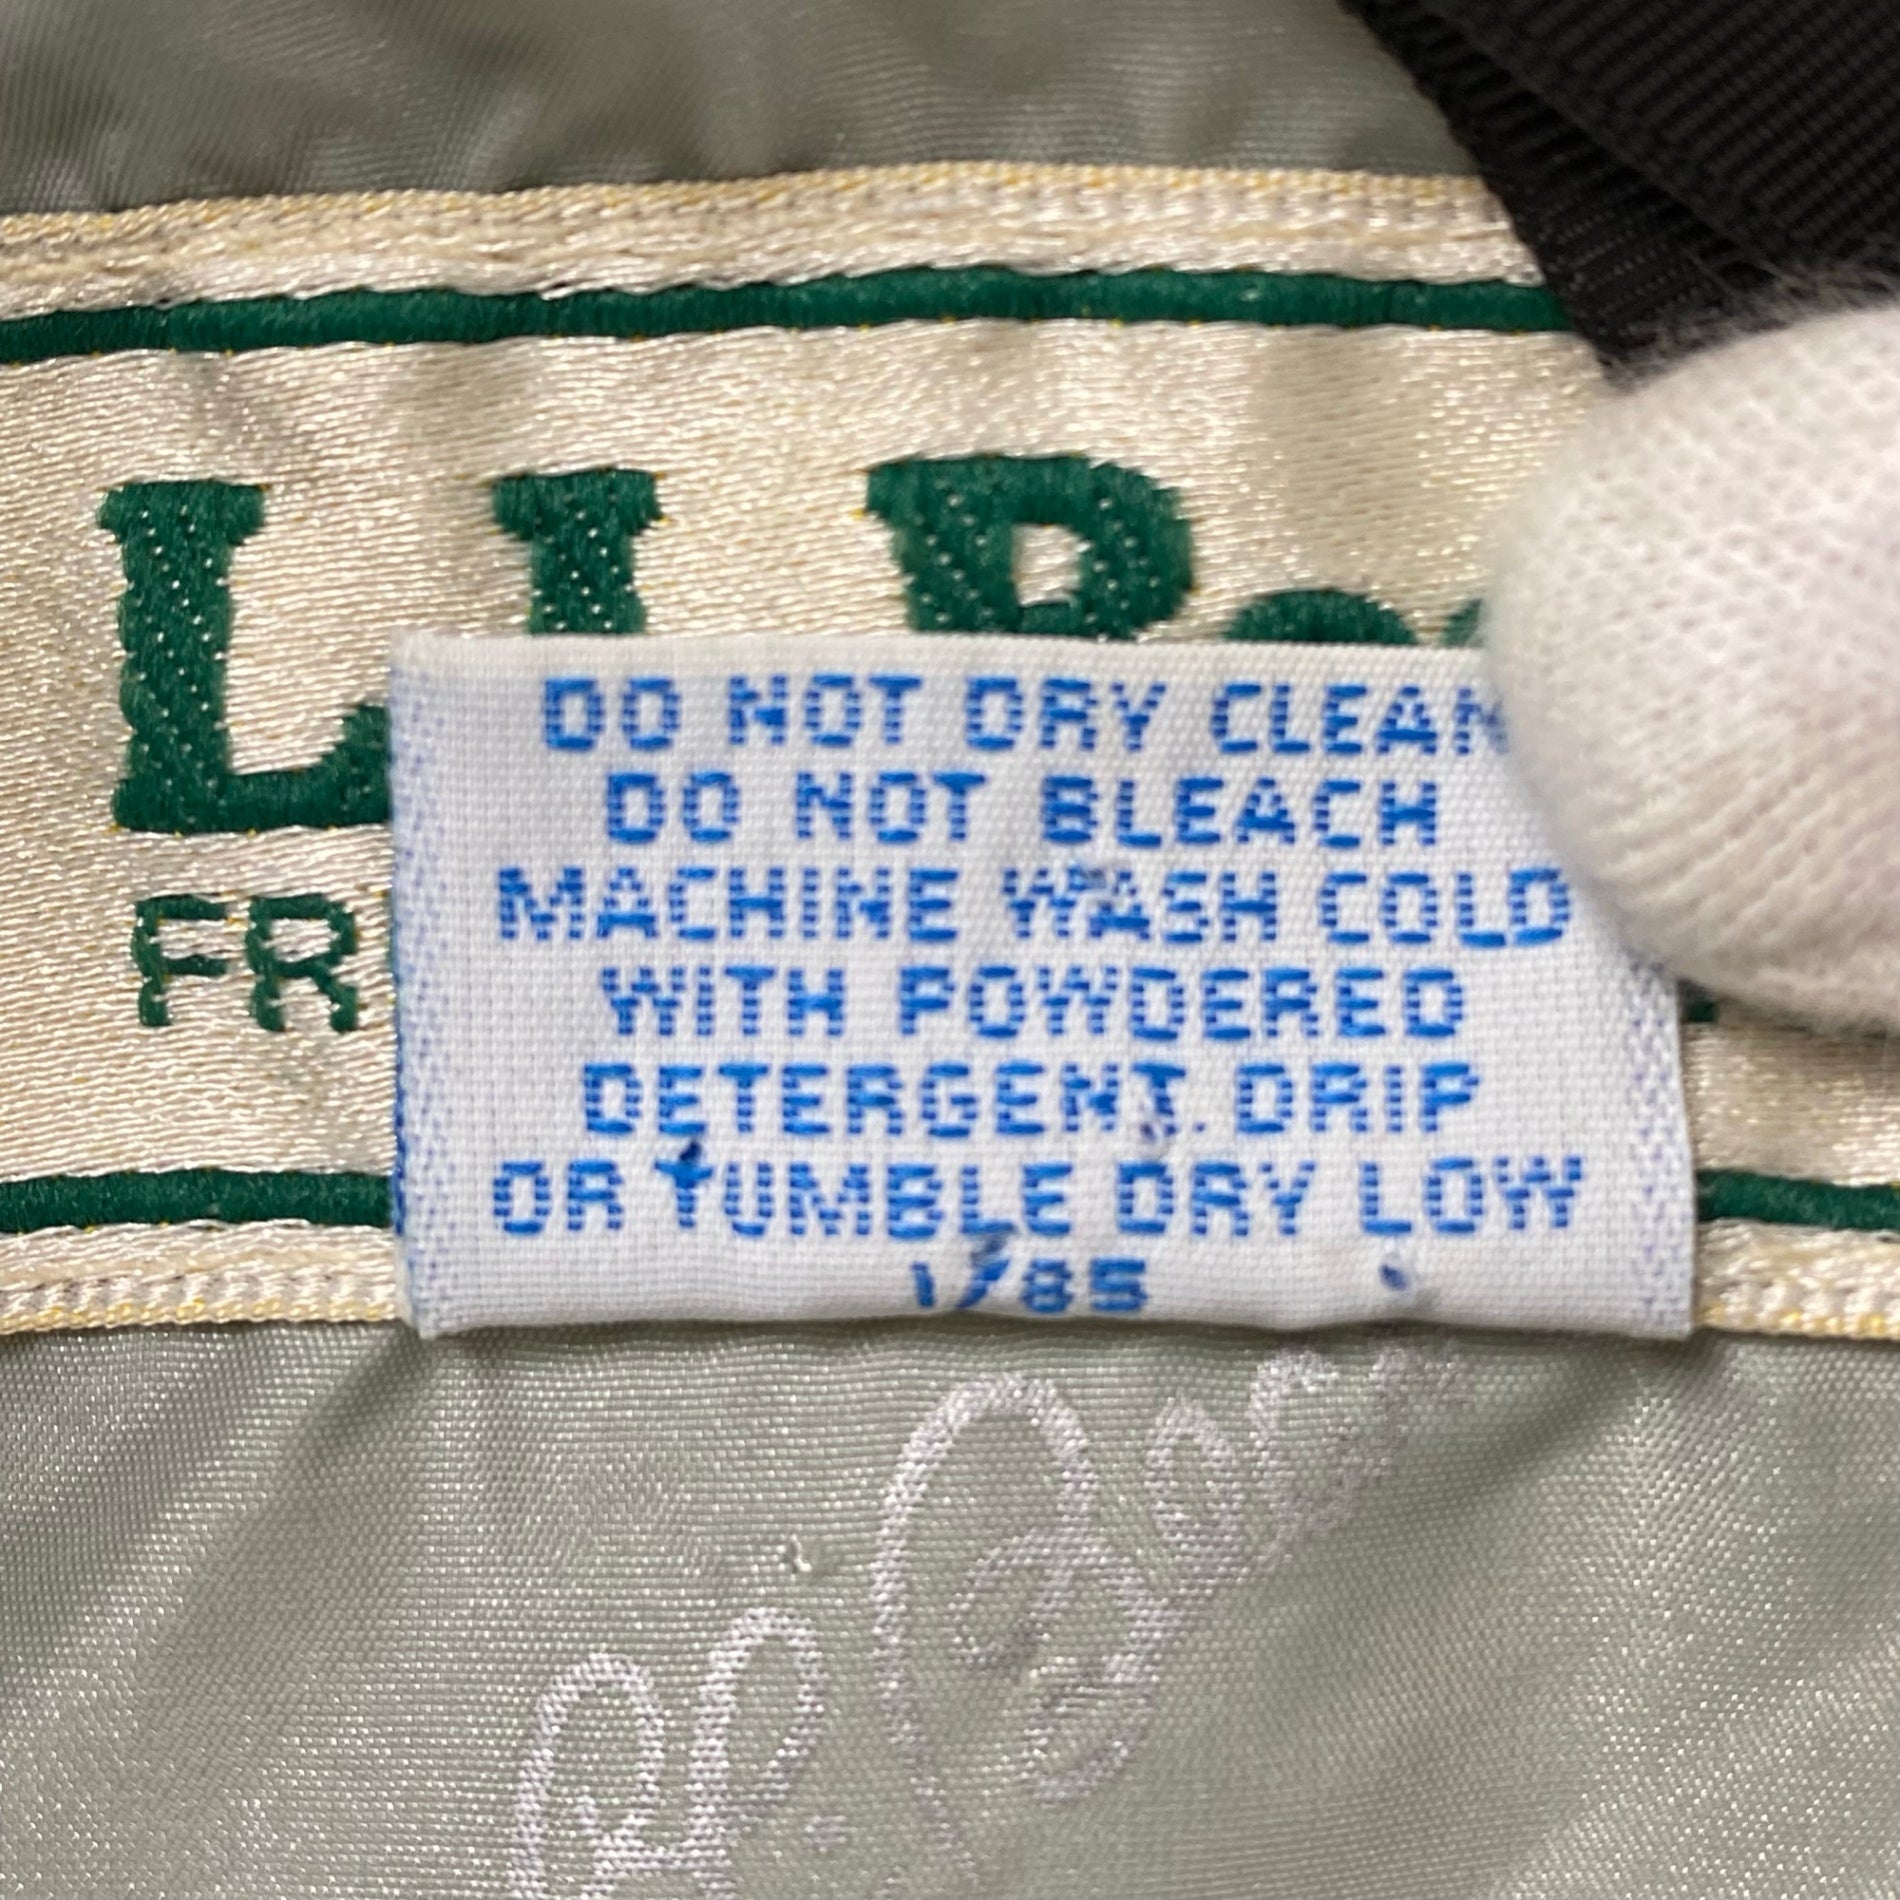 L.L.Be
FR
DO NOT DRY CLEAN
DO NOT BLEACH
MACHINE WASH COLD
WITH POWDERED
DETERGENT. DRIP
OR TUMBLE DRY LOW
1/85